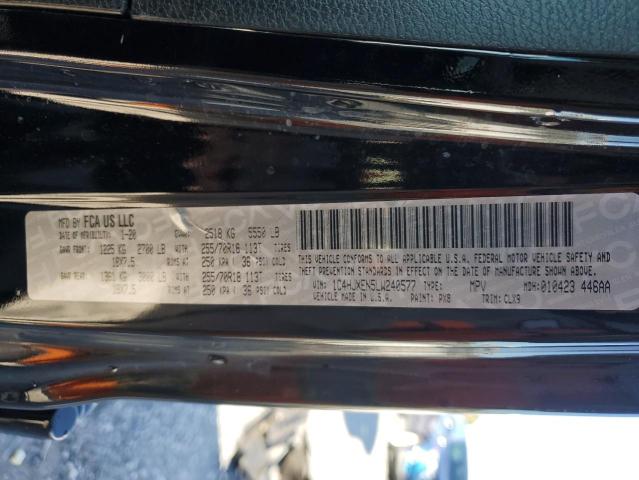 MFD BY FCA US LLC
DATE OF MFR 1-20 GVWR: 2518 KG 5550 LB
GAWR FRONT: 1225 KG 2700 LB WITH 255/70R18 113T TIRES
18X7.5 RIMS AT 250 KPA ( 36 PSI) COLD
GAWR REAR: 1361 KG 3000 LB WITH 255/70R18 113T TIRES
18X7.5 RIMS AT 250 KPA ( 36 PSI) COLD
THIS VEHICLE CONFORMS TO ALL APPLICABLE U.S.A. FEDERAL MOTOR VEHICLE SAFETY AND
THEFT PREVENTION STANDARDS IN EFFECT ON THE DATE OF MANUFACTURE SHOWN ABOVE.
VIN: 1C4HJXEN5LW240577 TYPE: MPV MDH: 010423 446AA
PAINT: PX8 TRIM: CLX9